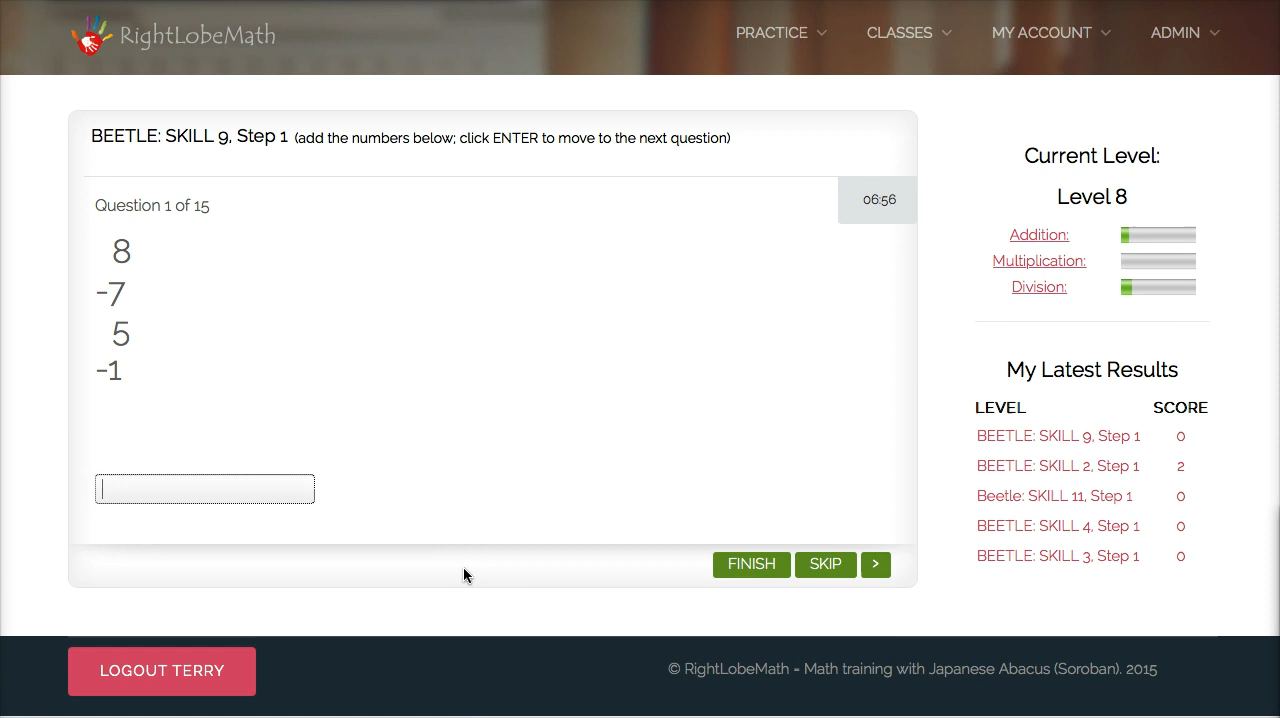 RightLobeMath
PRACTICE CLASSES MY ACCOUNT ADMIN
BEETLE: SKILL 9, Step 1 (add the numbers below; click ENTER to move to the next question)
Question 1 of 15
06:56
8
-7
5
-1
FINISH SKIP >
Current Level:
Level 8
Addition:
Multiplication:
Division:
My Latest Results
LEVEL SCORE
BEETLE: SKILL 9, Step 1 0
BEETLE: SKILL 2, Step 1 2
Beetle: SKILL 11, Step 1 0
BEETLE: SKILL 4, Step 1 0
BEETLE: SKILL 3, Step 1 0
LOGOUT TERRY
© RightLobeMath = Math training with Japanese Abacus (Soroban). 2015